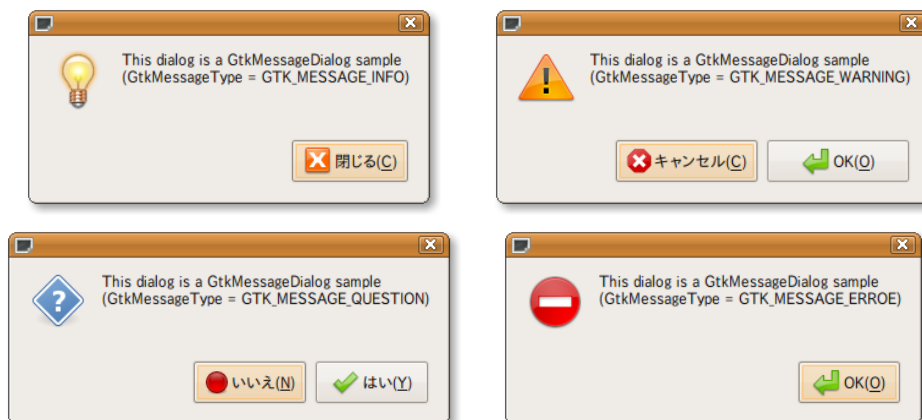 This dialog is a GtkMessageDialog sample
(GtkMessageType = GTK_MESSAGE_INFO)
閉じる(C)
This dialog is a GtkMessageDialog sample
(GtkMessageType = GTK_MESSAGE_WARNING)
キャンセル(C)
OK(O)
This dialog is a GtkMessageDialog sample
(GtkMessageType = GTK_MESSAGE_QUESTION)
いいえ(N)
はい(Y)
This dialog is a GtkMessageDialog sample
(GtkMessageType = GTK_MESSAGE_ERROE)
OK(O)